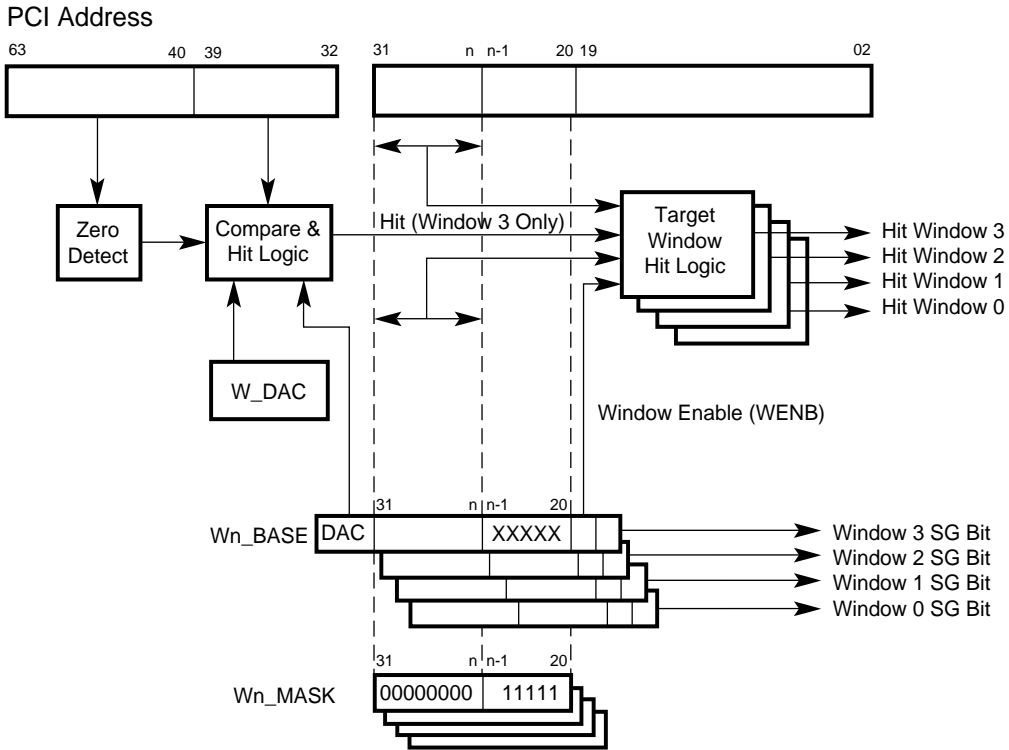 PCI Address
63 40 39 32 31 n n-1 20 19 02
Zero
Detect
Compare &
Hit Logic
Hit (Window 3 Only)
Target
Window
Hit Logic
Hit Window 3
Hit Window 2
Hit Window 1
Hit Window 0
W_DAC
Window Enable (WENB)
31 n n-1 20
Wn_BASE DAC XXXXX
Window 3 SG Bit
Window 2 SG Bit
Window 1 SG Bit
Window 0 SG Bit
31 n n-1 20
Wn_MASK 00000000 11111